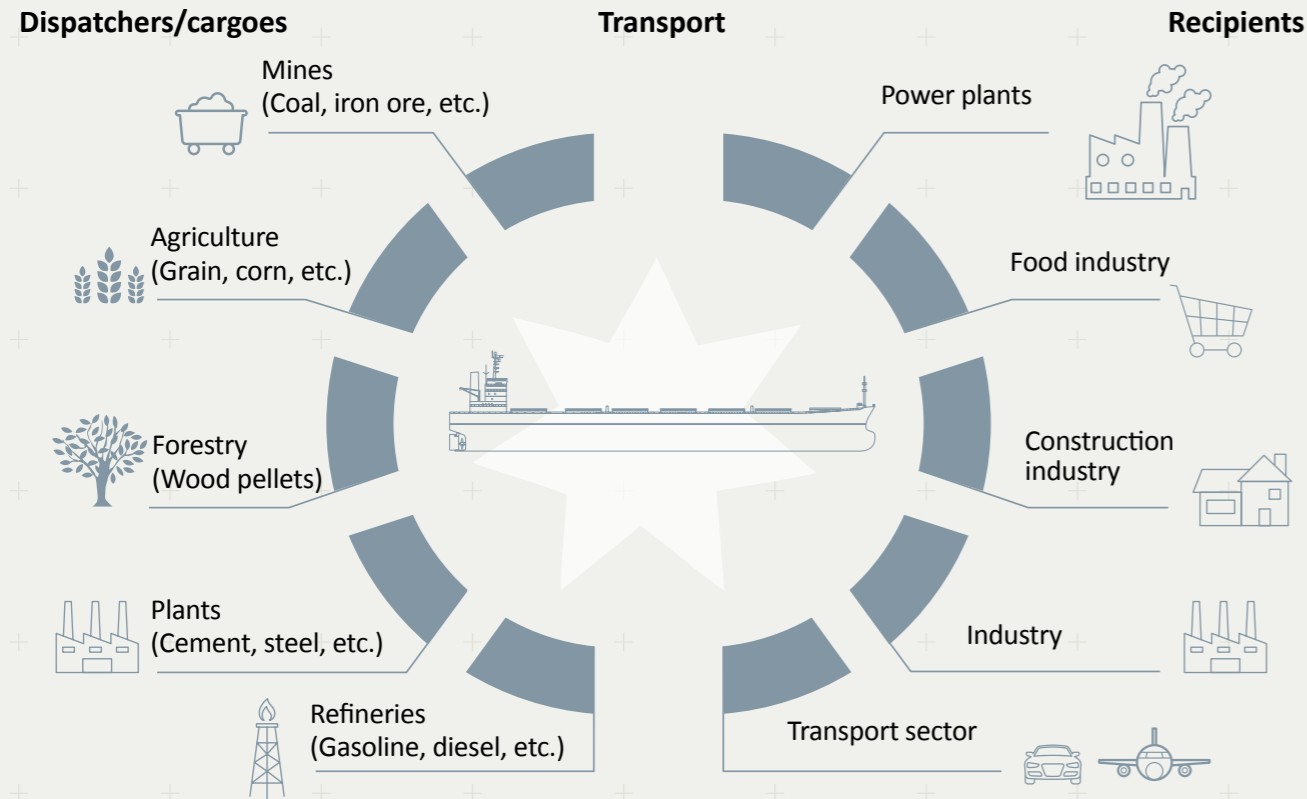 Dispatchers/cargoes
Transport
Recipients
Mines
(Coal, iron ore, etc.)
Agriculture
(Grain, corn, etc.)
Forestry
(Wood pellets)
Plants
(Cement, steel, etc.)
Refineries
(Gasoline, diesel, etc.)
Power plants
Food industry
Construction
industry
Industry
Transport sector